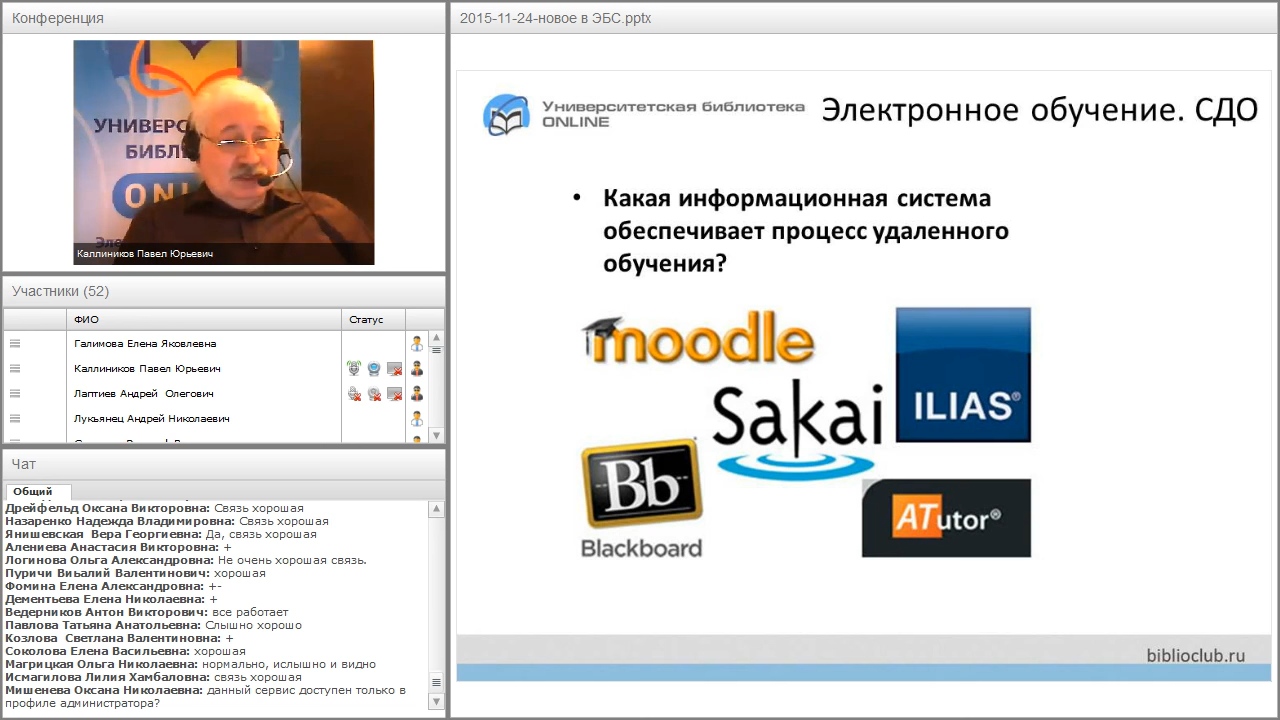 Конференция
УНИВЕРС
БИБЛ
Каллиников Павел Юрьевич
Участники (52)
ФИО Статус
Галимова Елена Яковлевна
Каллиников Павел Юрьевич
Лаптиев Андрей Олегович
Лукьянец Андрей Николаевич
Чат
Общий
Дрейфельд Оксана Викторовна: Связь хорошая
Назаренко Надежда Владимировна: Связь хорошая
Янишевская Вера Георгиевна: Да, связь хорошая
Алениева Анастасия Викторовна: +
Логинова Ольга Александровна: Не очень хорошая связь.
Пуричи Виьалий Валентинович: хорошая
Фомина Елена Александровна: +-
Дементьева Елена Николаевна: +
Ведерников Антон Викторович: все работает
Павлова Татьяна Анатольевна: Слышно хорошо
Козлова Светлана Валентиновна: +
Соколова Елена Васильевна: хорошая
Магрицкая Ольга Николаевна: нормально, ислышно и видно
Исмагилова Лилия Хамбаловна: связь хорошая
Мишенева Оксана Николаевна: данный сервис доступен только в
профиле администратора?
2015-11-24-новое в ЭБС.pptx
Университетская библиотека
ONLINE
Электронное обучение. СДО
• Какая информационная система
обеспечивает процесс удаленного
обучения?
moodle
Sakai
ILIAS®
Bb
Blackboard
ATutor®
biblioclub.ru